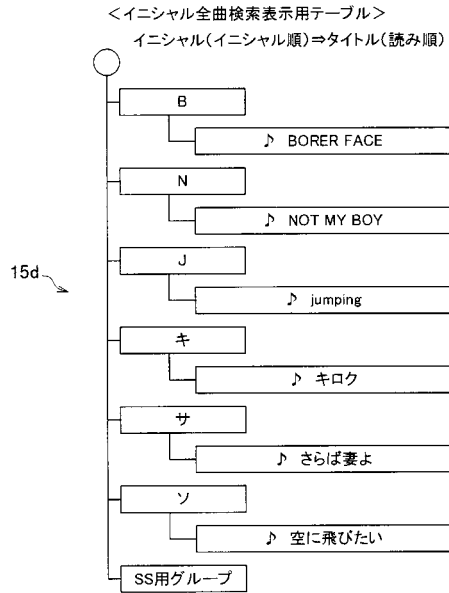 ＜イニシャル全曲検索表示用テーブル＞
イニシャル(イニシャル順)⇒タイトル(読み順)
B
♪ BORER FACE
N
♪ NOT MY BOY
J
15d
♪ jumping
キ
♪ キロク
サ
♪ さらば妻よ
ソ
♪ 空に飛びたい
SS用グループ